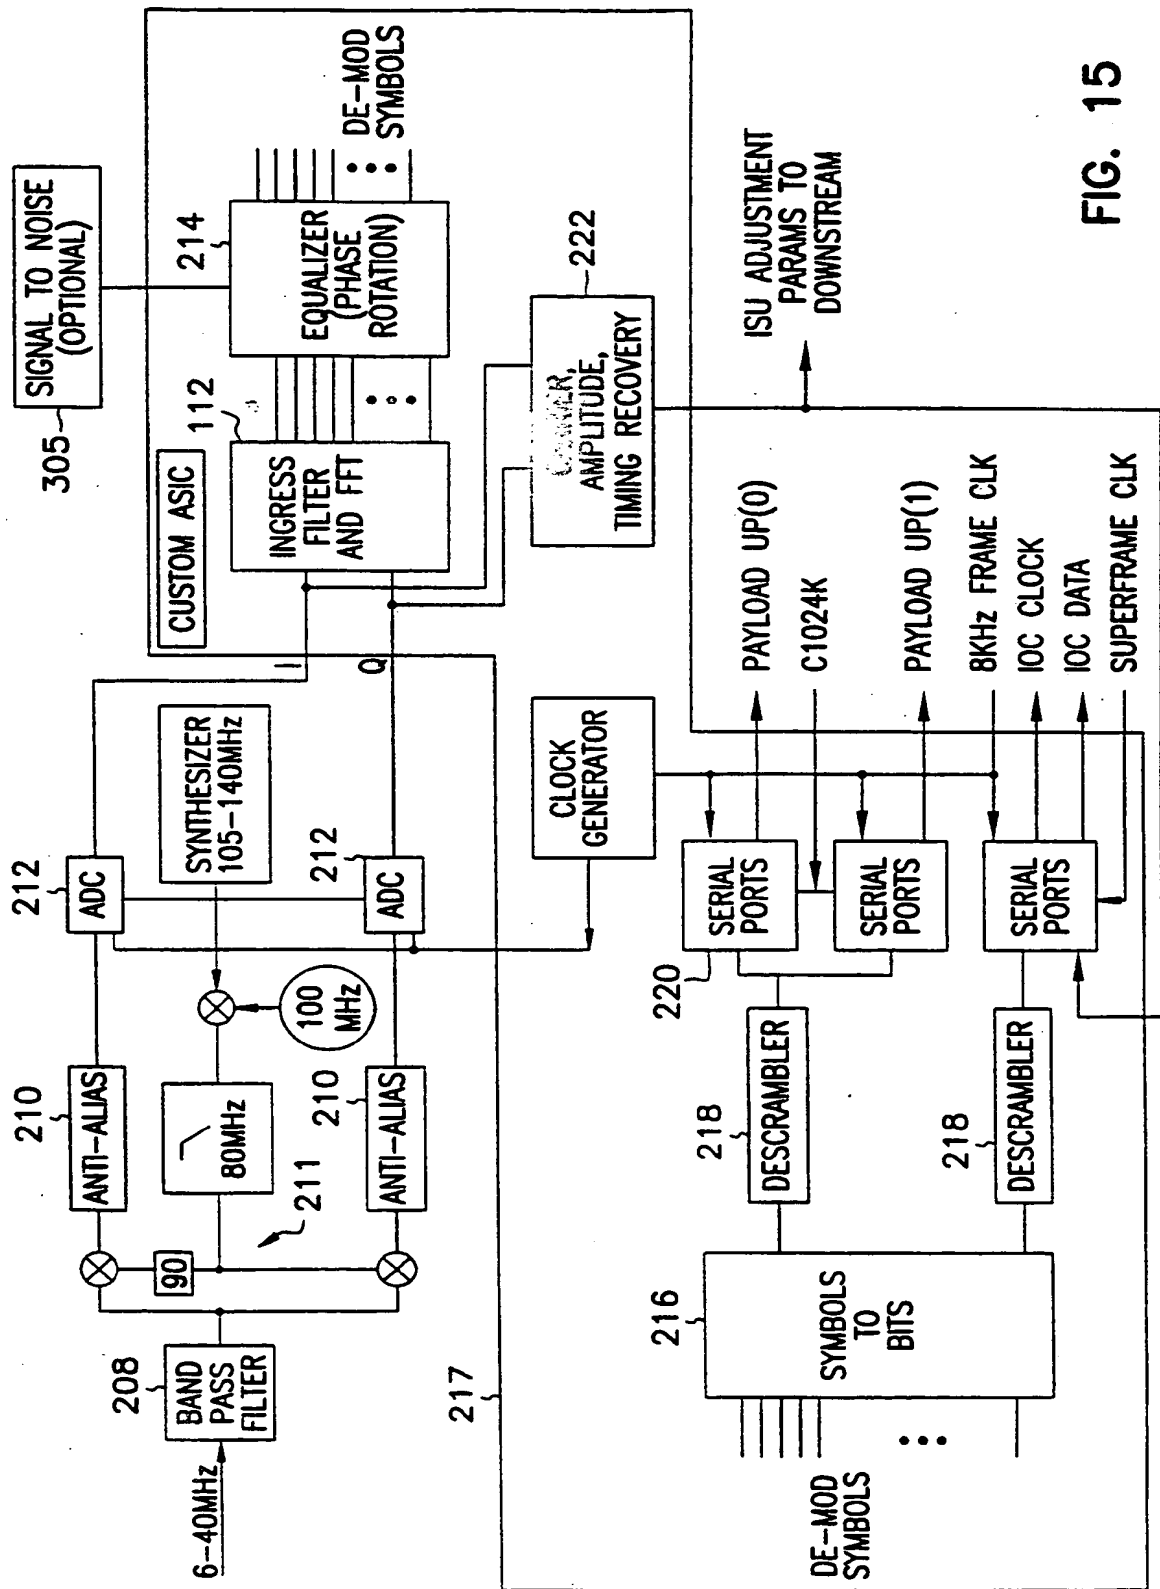 305
SIGNAL TO NOISE
(OPTIONAL)
CUSTOM ASIC
112
INGRESS
FILTER
AND FFT
214
EQUALIZER
(PHASE
ROTATION)
DE-MOD
SYMBOLS
6-40MHz
208
BAND
PASS
FILTER
90
211
210
ANTI-ALIAS
80MHz
210
ANTI-ALIAS
100
MHz
212
ADC
SYNTHESIZER
105-140MHz
212
ADC
I
Q
222
AMPLITUDE,
TIMING RECOVERY
ISU ADJUSTMENT
PARAMS TO
DOWNSTREAM
217
CLOCK
GENERATOR
DE-MOD
SYMBOLS
216
SYMBOLS
TO
BITS
218
DESCRAMBLER
218
DESCRAMBLER
220
SERIAL
PORTS
SERIAL
PORTS
SERIAL
PORTS
PAYLOAD UP(0)
C1024K
PAYLOAD UP(1)
8KHz FRAME CLK
IOC CLOCK
IOC DATA
SUPERFRAME CLK
FIG. 15